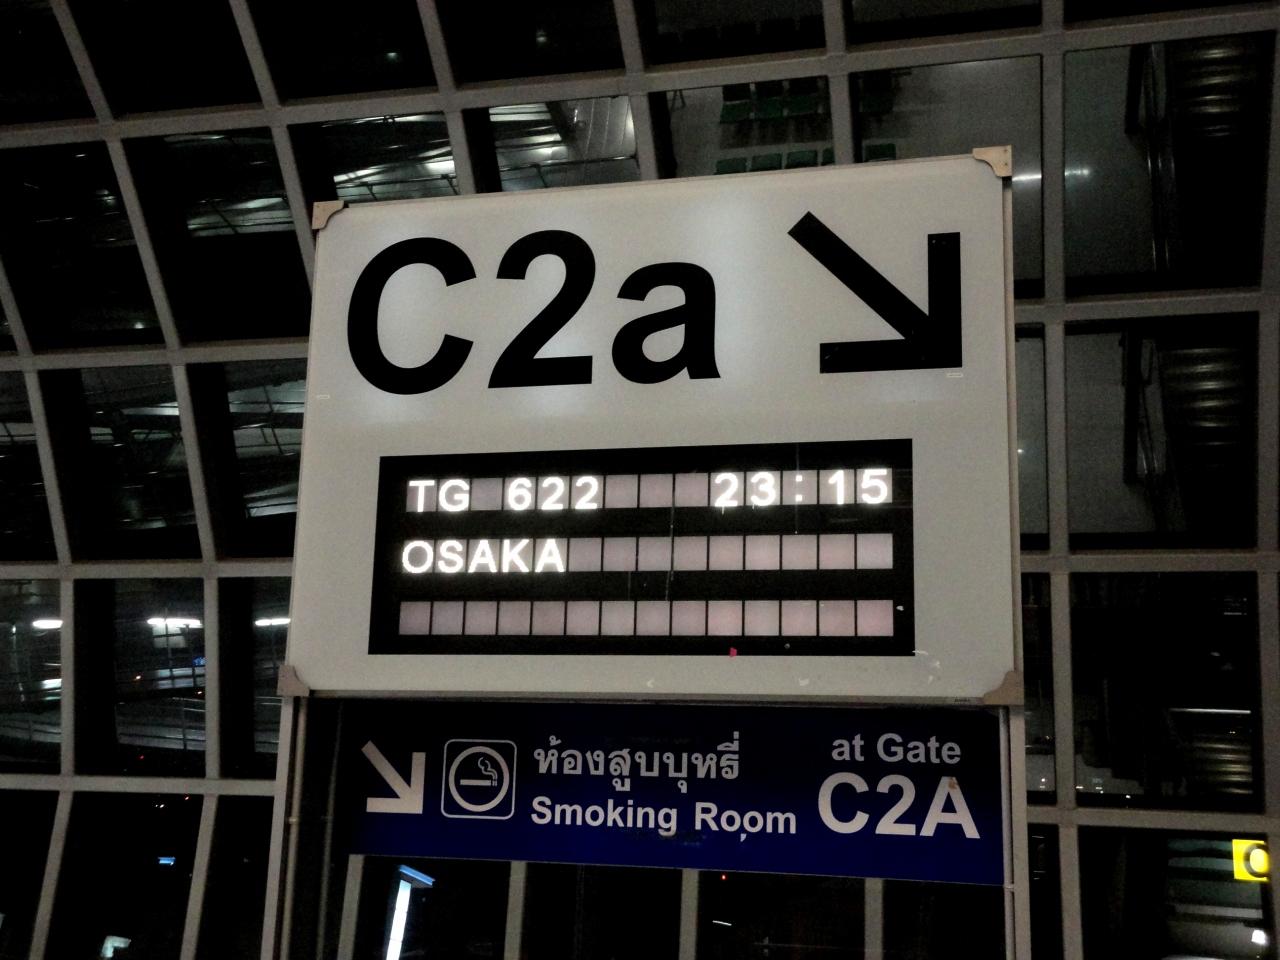 C2a
TG 622 23:15
OSAKA
ห้องสูบบุหรี่
Smoking Room
at Gate
C2A